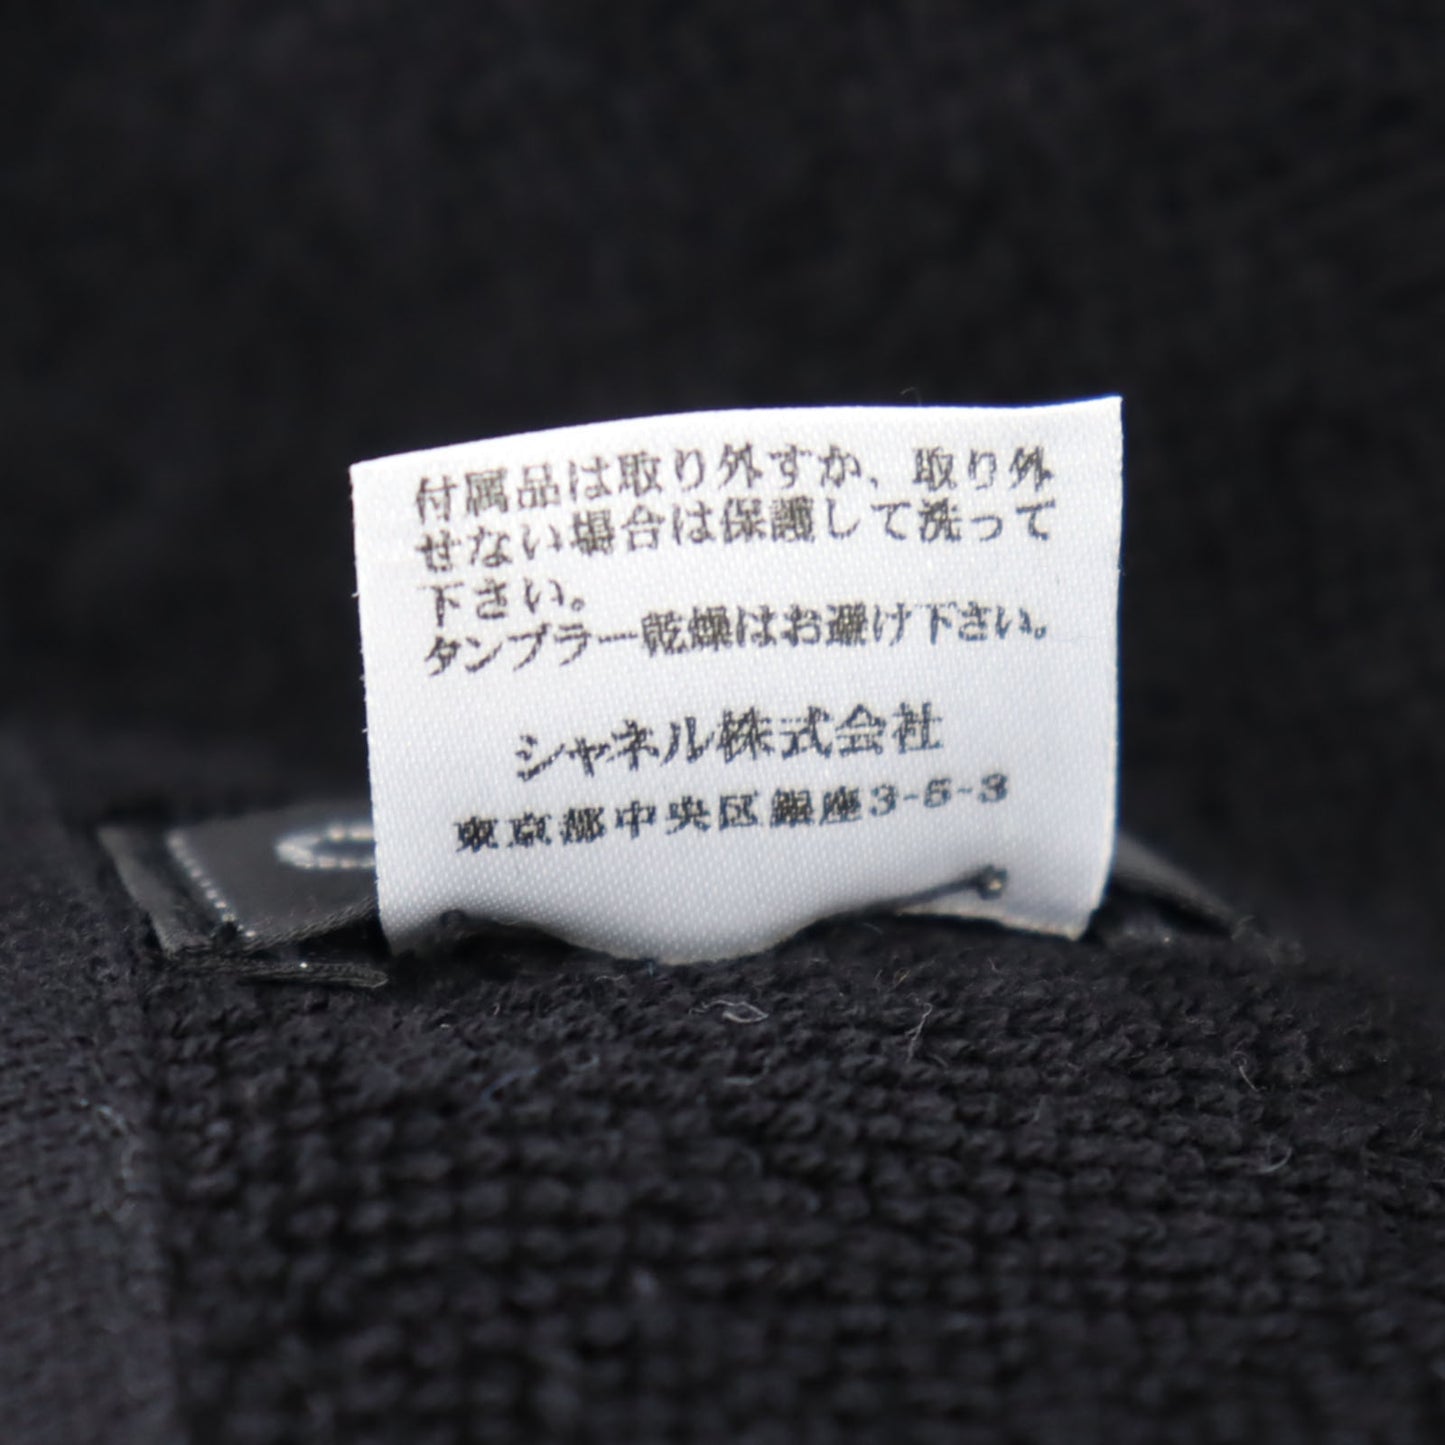 付属品は取り外すか、取り外
せない場合は保護して洗って
下さい。
タンブラー乾燥はお避け下さい。
シャネル株式会社
東京都中央区銀座3-5-3